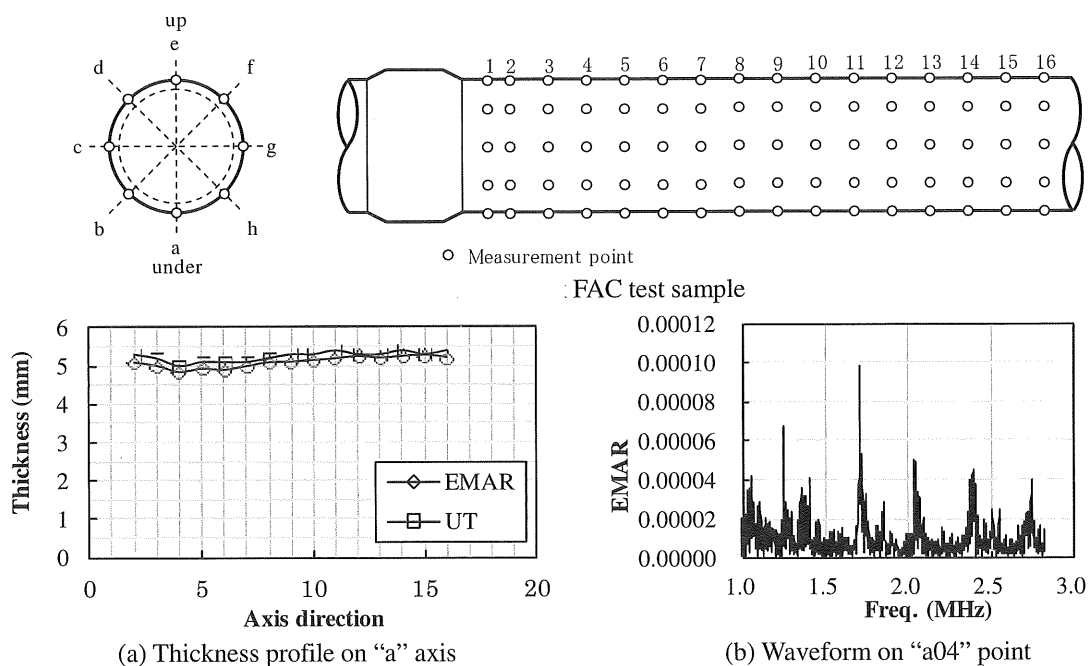 up
e
d
f
c
g
b
h
a
under
1 2 3 4 5 6 7 8 9 10 11 12 13 14 15 16
Measurement point
FAC test sample
6
5
4
3
2
1
0
Thickness (mm)
EMAR
UT
0 5 10 15 20
Axis direction
(a) Thickness profile on “a” axis
0.00012
0.00010
0.00008
0.00006
0.00004
0.00002
0.00000
EMAR
1.0 1.5 2.0 2.5 3.0
Freq. (MHz)
(b) Waveform on “a04” point